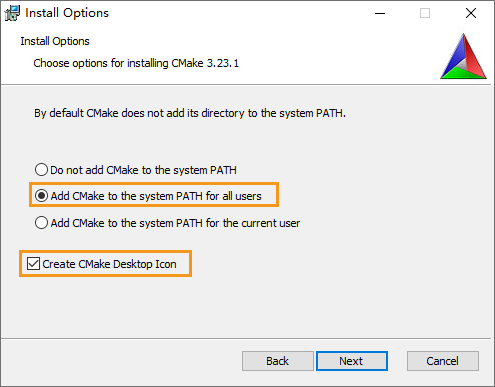 Install Options
Install Options
Choose options for installing CMake 3.23.1
By default CMake does not add its directory to the system PATH.
Do not add CMake to the system PATH
Add CMake to the system PATH for all users
Add CMake to the system PATH for the current user
Create CMake Desktop Icon
Back Next Cancel